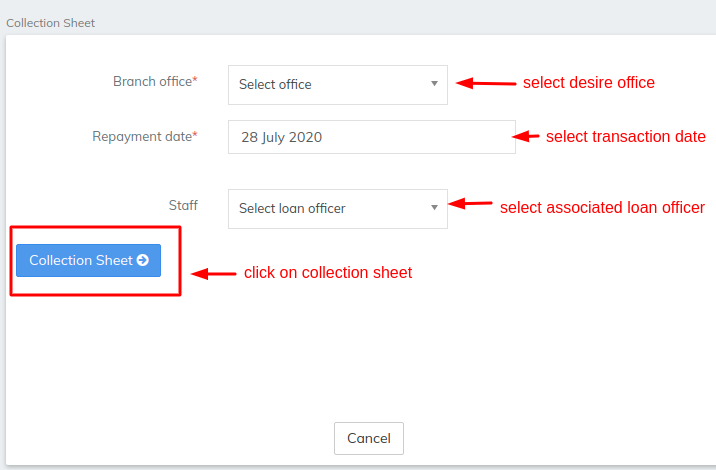 Collection Sheet
Branch office* Select office select desire office
Repayment date* 28 July 2020 select transaction date
Staff Select loan officer select associated loan officer
Collection Sheet click on collection sheet
Cancel